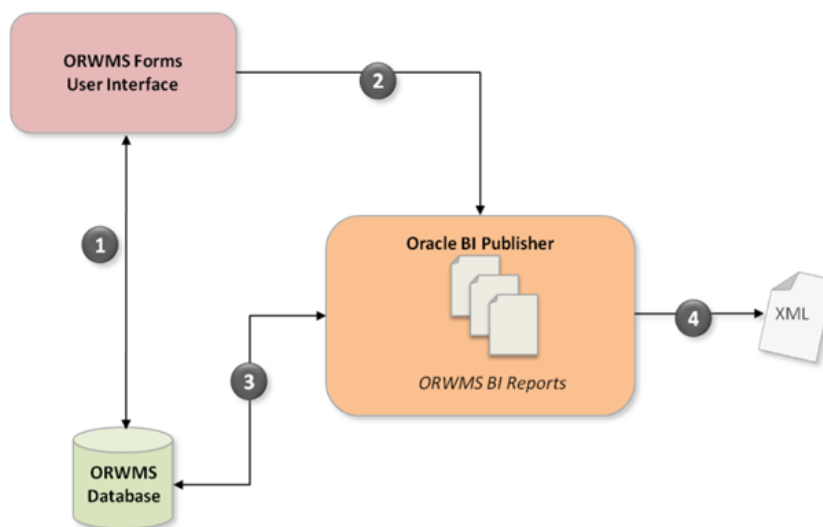 ORWMS Forms
User Interface
2
1
Oracle BI Publisher
4
XML
3
ORWMS BI Reports
ORWMS
Database